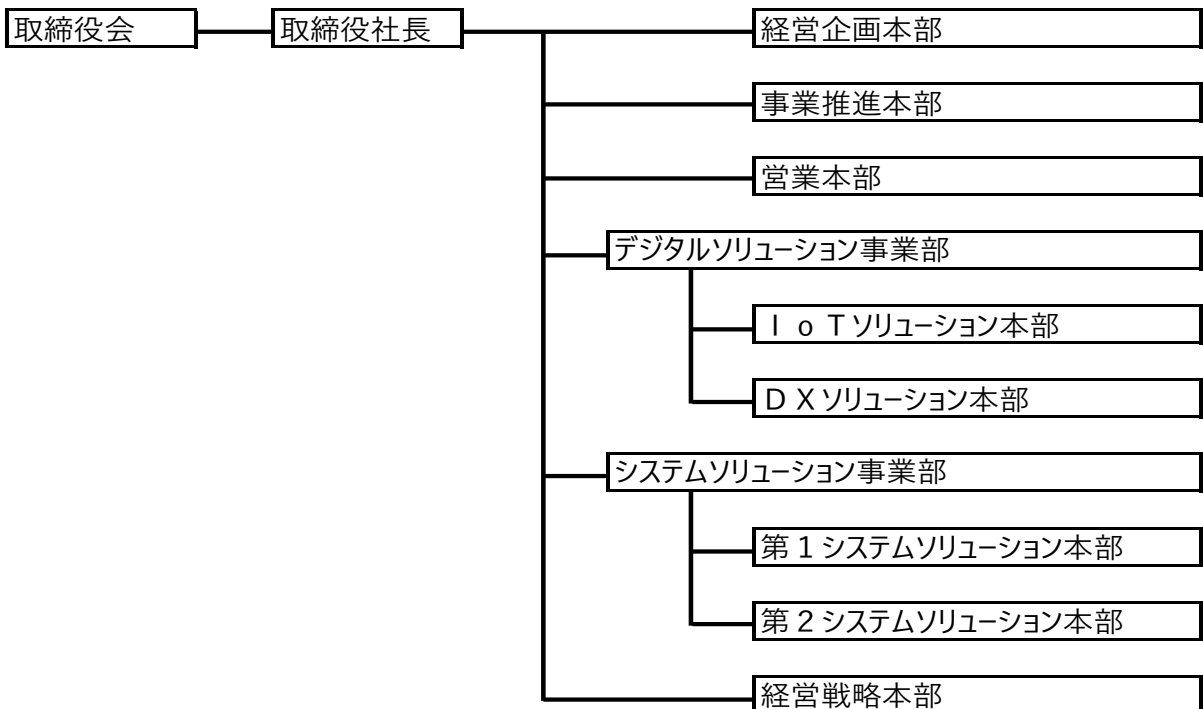 取締役会
取締役社長
経営企画本部
事業推進本部
営業本部
デジタルソリューション事業部
ＩｏＴソリューション本部
ＤＸソリューション本部
システムソリューション事業部
第１システムソリューション本部
第２システムソリューション本部
経営戦略本部